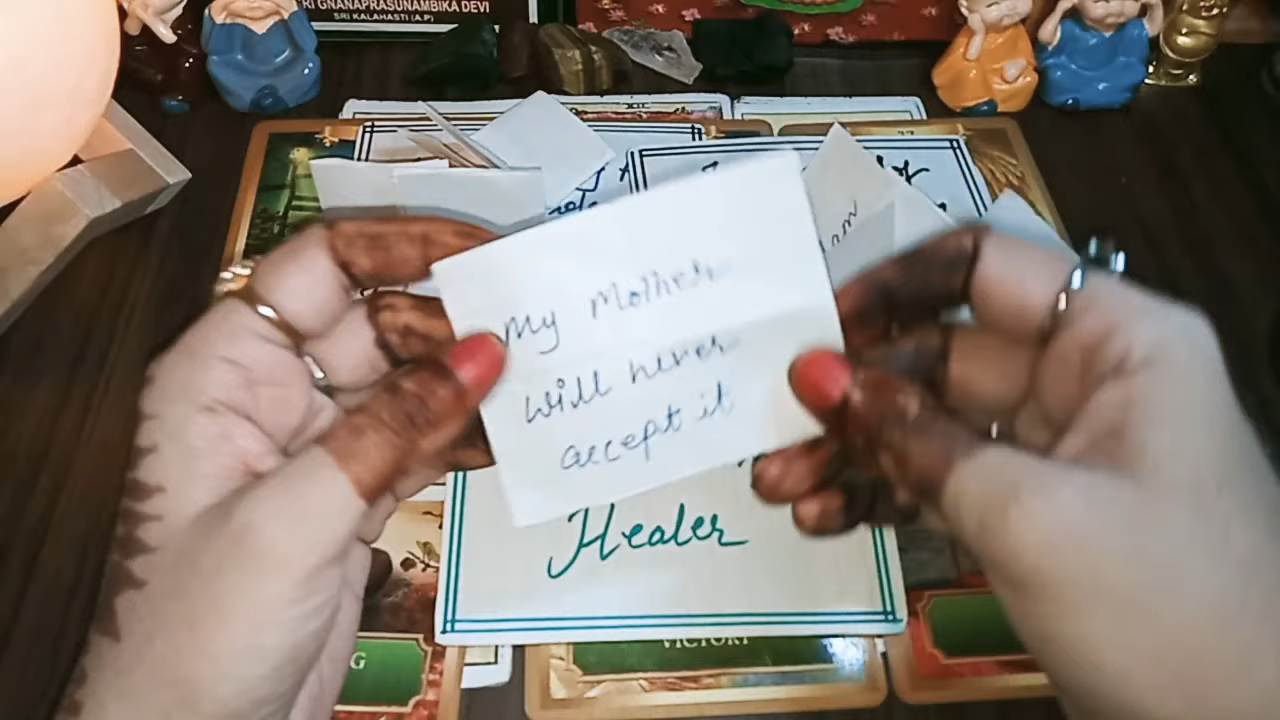 SRI GNANAPRASUNAMBIKA DEVI
SRI KALAHASTI (A.P)
My Mother
will never
accept it
Healer
VICTORY
G